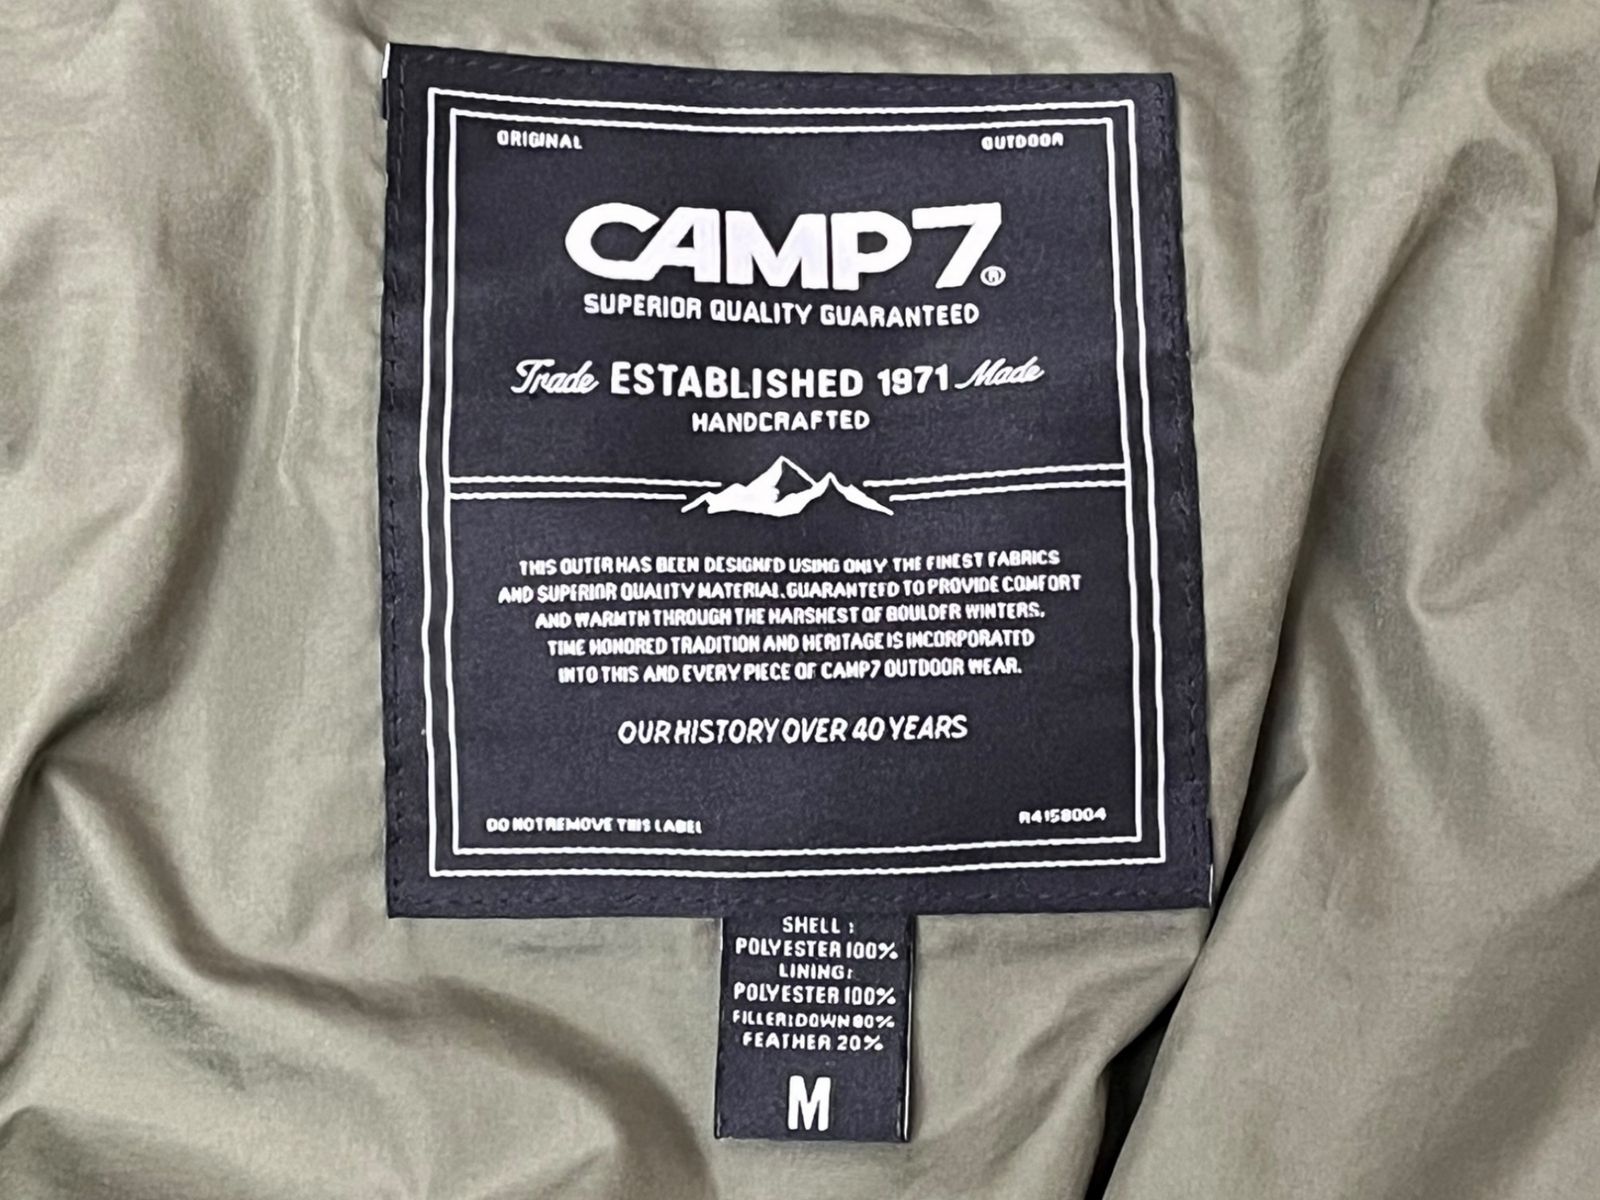 ORIGINAL OUTDOOR
CAMP7®
SUPERIOR QUALITY GUARANTEED
Trade ESTABLISHED 1971 Made
HANDCRAFTED
THIS OUTER HAS BEEN DESIGNED USING ONLY THE FINEST FABRICS
AND SUPERIOR QUALITY MATERIAL. GUARANTEED TO PROVIDE COMFORT
AND WARMTH THROUGH THE HARSHEST OF BOULDER WINTERS.
TIME HONORED TRADITION AND HERITAGE IS INCORPORATED
INTO THIS AND EVERY PIECE OF CAMP7 OUTDOOR WEAR.
OUR HISTORY OVER 40 YEARS
DO NOT REMOVE THIS LABEL R4158004
SHELL :
POLYESTER 100%
LINING:
POLYESTER 100%
FILLER:DOWN 80%
FEATHER 20%
M